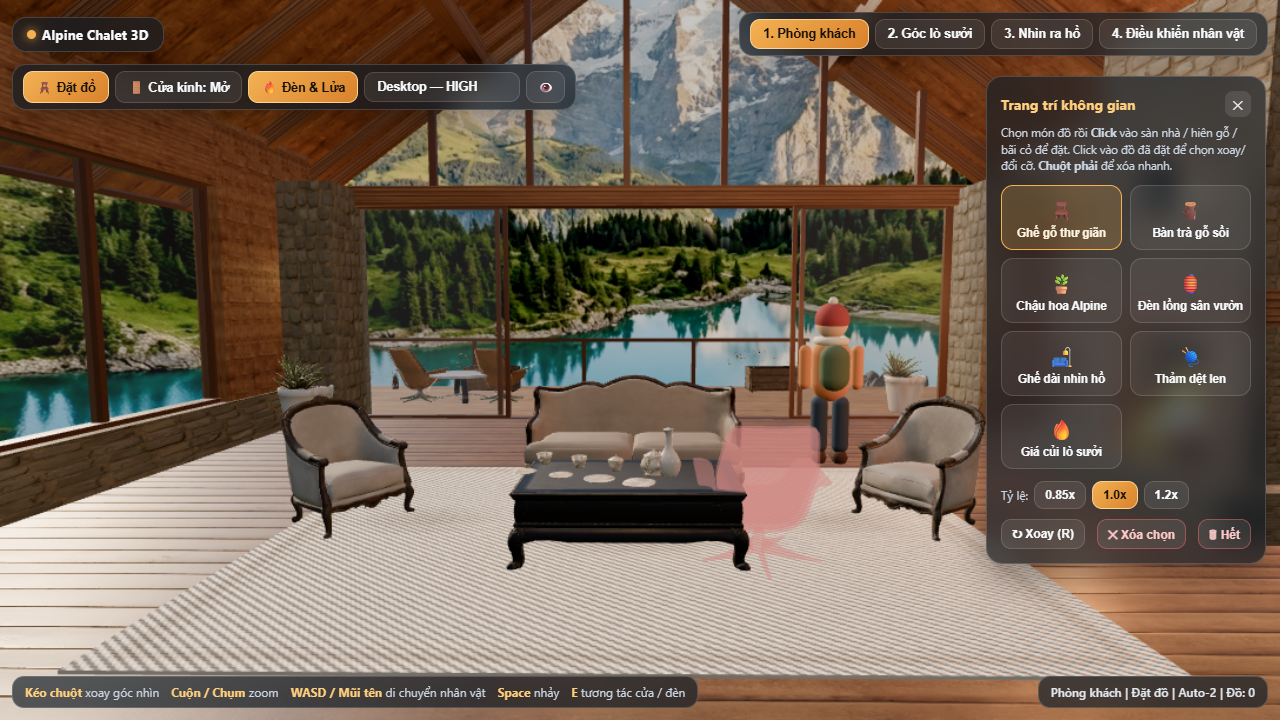 Alpine Chalet 3D
1. Phòng khách
2. Góc lò sưởi
3. Nhìn ra hồ
4. Điều khiển nhân vật
Đặt đồ
Cửa kính: Mở
Đèn & Lửa
Desktop — HIGH
Trang trí không gian
Chọn món đồ rồi Click vào sàn nhà / hiên gỗ /
bãi cỏ để đặt. Click vào đồ đã đặt để chọn xoay/
đổi cỡ. Chuột phải để xóa nhanh.
Ghế gỗ thư giãn
Bàn trà gỗ sồi
Chậu hoa Alpine
Đèn lồng sân vườn
Ghế dài nhìn hồ
Thảm dệt len
Giá củi lò sưởi
Tỷ lệ:
0.85x
1.0x
1.2x
↻ Xoay (R)
✕ Xóa chọn
Hết
Kéo chuột xoay góc nhìn
Cuộn / Chụm zoom
WASD / Mũi tên di chuyển nhân vật
Space nhảy
E tương tác cửa / đèn
Phòng khách | Đặt đồ | Auto-2 | Đồ: 0